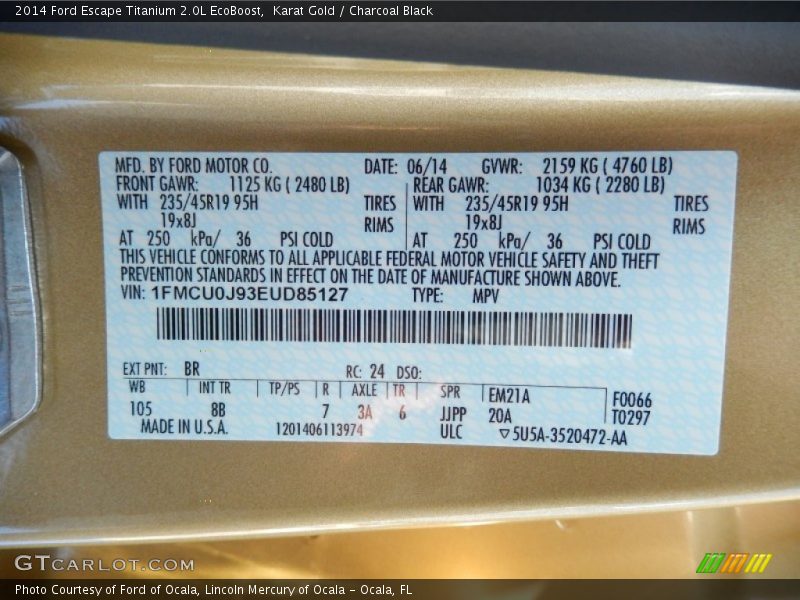 2014 Ford Escape Titanium 2.0L EcoBoost, Karat Gold / Charcoal Black
MFD. BY FORD MOTOR CO. DATE: 06/14 GVWR: 2159 KG ( 4760 LB)
FRONT GAWR: 1125 KG ( 2480 LB) REAR GAWR: 1034 KG ( 2280 LB)
WITH 235/45R19 95H TIRES WITH 235/45R19 95H TIRES
19x8J RIMS 19x8J RIMS
AT 250 kPa/ 36 PSI COLD AT 250 kPa/ 36 PSI COLD
THIS VEHICLE CONFORMS TO ALL APPLICABLE FEDERAL MOTOR VEHICLE SAFETY AND THEFT
PREVENTION STANDARDS IN EFFECT ON THE DATE OF MANUFACTURE SHOWN ABOVE.
VIN: 1FMCU0J93EUD85127 TYPE: MPV
EXT PNT: BR RC: 24 DSO:
WB INT TR TP/PS R AXLE TR SPR EM21A F0066
105 8B 7 3A 6 JJPP 20A T0297
MADE IN U.S.A. 1201406113974 ULC ▽5U5A-3520472-AA
GTCARLOT.COM
Photo Courtesy of Ford of Ocala, Lincoln Mercury of Ocala - Ocala, FL